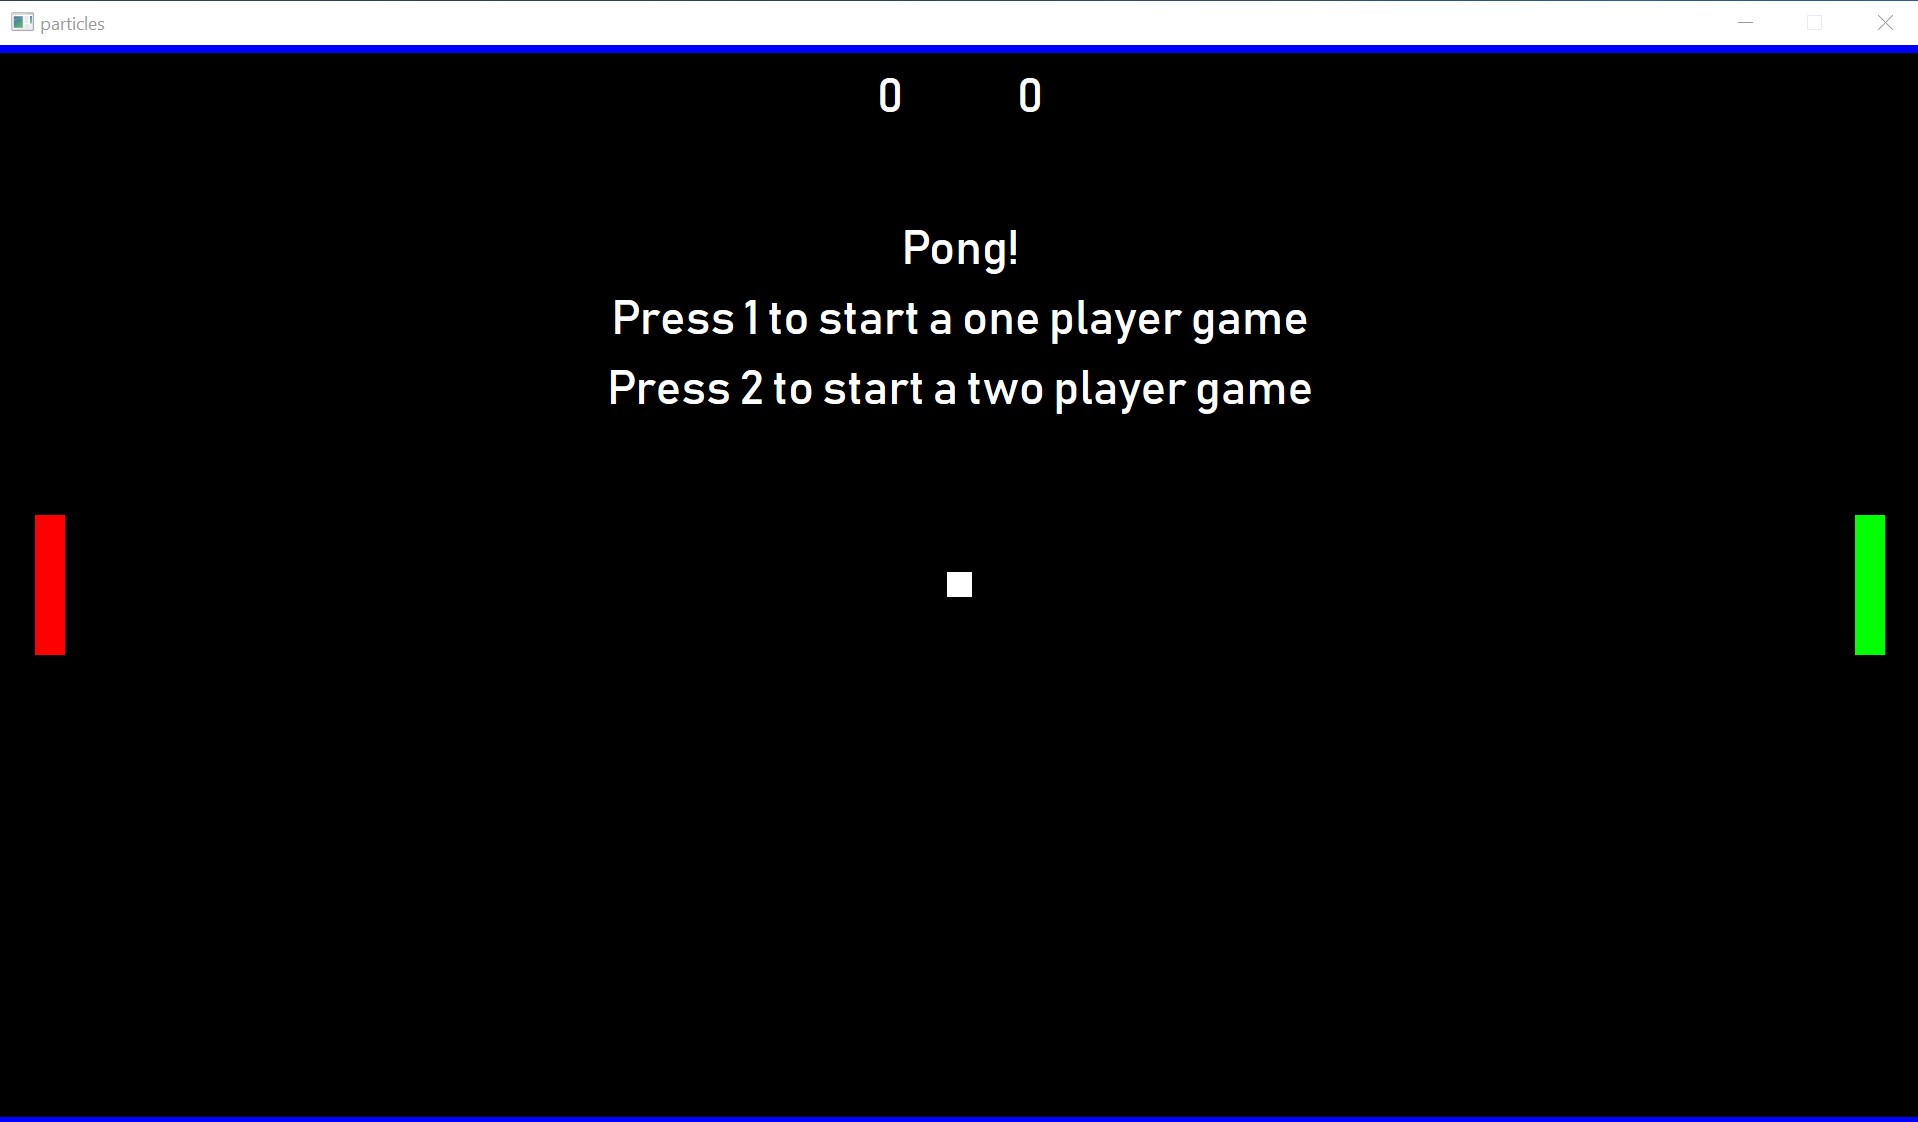 particles
0 0
Pong!
Press 1 to start a one player game
Press 2 to start a two player game